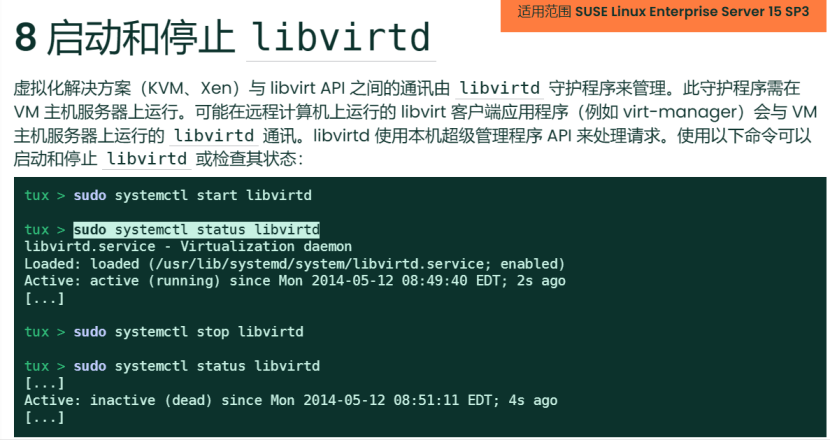 适用范围 SUSE Linux Enterprise Server 15 SP3
8 启动和停止 libvirtd
虚拟化解决方案（KVM、Xen）与 libvirt API 之间的通讯由 libvirtd 守护程序来管理。此守护程序需在
VM 主机服务器上运行。可能在远程计算机上运行的 libvirt 客户端应用程序（例如 virt-manager）会与 VM
主机服务器上运行的 libvirtd 通讯。libvirtd 使用本机超级管理程序 API 来处理请求。使用以下命令可以
启动和停止 libvirtd 或检查其状态：
tux > sudo systemctl start libvirtd
tux > sudo systemctl status libvirtd
libvirtd.service - Virtualization daemon
Loaded: loaded (/usr/lib/systemd/system/libvirtd.service; enabled)
Active: active (running) since Mon 2014-05-12 08:49:40 EDT; 2s ago
[...]
tux > sudo systemctl stop libvirtd
tux > sudo systemctl status libvirtd
[...]
Active: inactive (dead) since Mon 2014-05-12 08:51:11 EDT; 4s ago
[...]